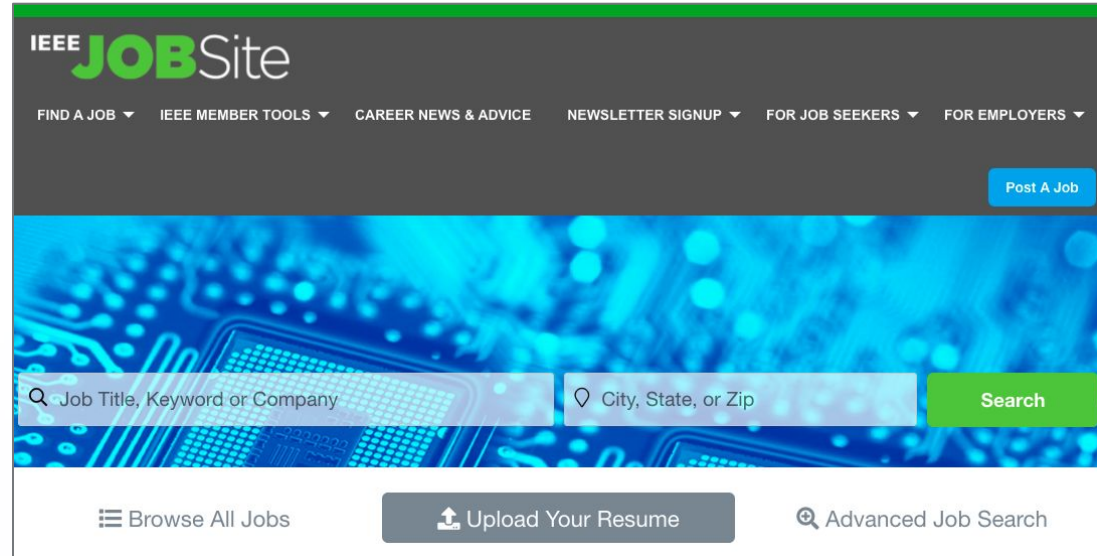 IEEE JOBSite
FIND A JOB IEEE MEMBER TOOLS CAREER NEWS & ADVICE NEWSLETTER SIGNUP FOR JOB SEEKERS FOR EMPLOYERS
Post A Job
Job Title, Keyword or Company City, State, or Zip Search
Browse All Jobs Upload Your Resume Advanced Job Search